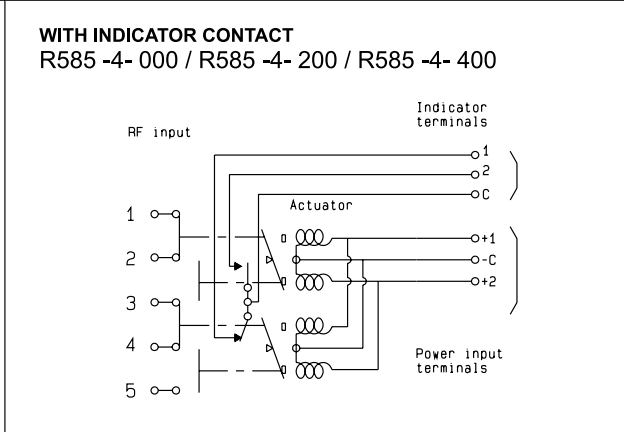 WITH INDICATOR CONTACT
R585 -4- 000 / R585 -4- 200 / R585 -4- 400
Indicator
terminals
RF input
1
2
C
Actuator
1
2
3
4
5
+1
-C
+2
Power input
terminals